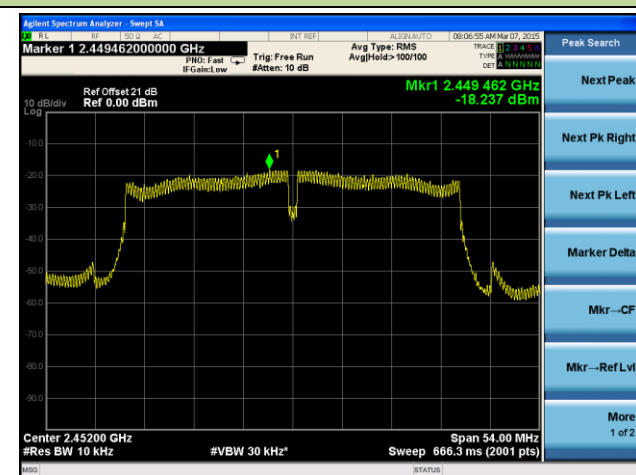 Agilent Spectrum Analyzer - Swept SA
RL RF 50 Ω AC INT REF ALIGN AUTO 08:06:55 AM Mar 07, 2015
Marker 1 2.449462000000 GHz
PNO: Fast
IFGain:Low
Trig: Free Run
#Atten: 10 dB
Avg Type: RMS
Avg|Hold:>100/100
TRACE 1 2 3 4 5 6
TYPE A WWWWW
DET A N N N N N
Peak Search
Next Peak
Next Pk Right
Next Pk Left
Marker Delta
Mkr→CF
Mkr→Ref Lvl
More
1 of 2
Mkr1 2.449 462 GHz
-18.237 dBm
Ref Offset 21 dB
10 dB/div Ref 0.00 dBm
Log
1
-10.0
-20.0
-30.0
-40.0
-50.0
-60.0
-70.0
-80.0
-90.0
Center 2.45200 GHz Span 54.00 MHz
#Res BW 10 kHz #VBW 30 kHz* Sweep 666.3 ms (2001 pts)
MSG STATUS